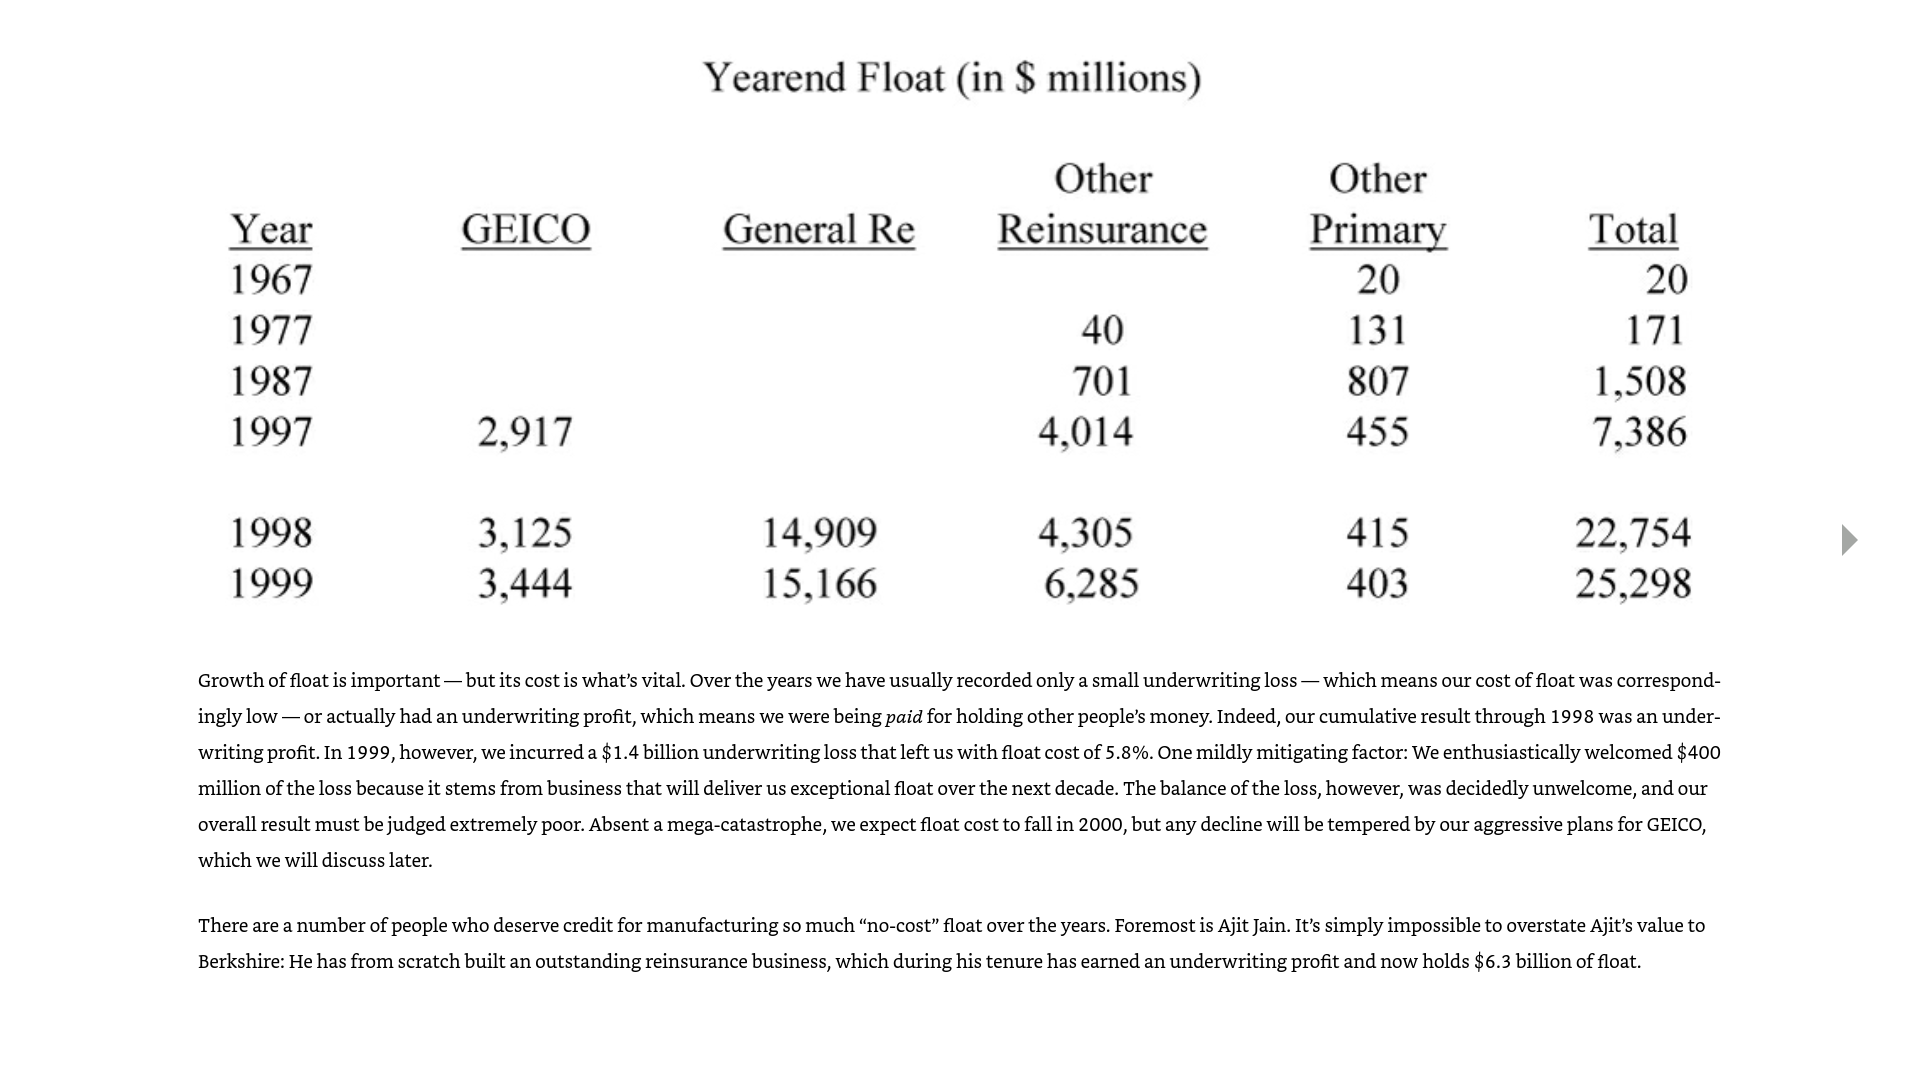 Yearend Float (in $ millions)
Other Other
Year GEICO General Re Reinsurance Primary Total
1967 20 20
1977 40 131 171
1987 701 807 1,508
1997 2,917 4,014 455 7,386
1998 3,125 14,909 4,305 415 22,754
1999 3,444 15,166 6,285 403 25,298
Growth of float is important — but its cost is what’s vital. Over the years we have usually recorded only a small underwriting loss — which means our cost of float was correspond-
ingly low — or actually had an underwriting profit, which means we were being paid for holding other people’s money. Indeed, our cumulative result through 1998 was an under-
writing profit. In 1999, however, we incurred a $1.4 billion underwriting loss that left us with float cost of 5.8%. One mildly mitigating factor: We enthusiastically welcomed $400
million of the loss because it stems from business that will deliver us exceptional float over the next decade. The balance of the loss, however, was decidedly unwelcome, and our
overall result must be judged extremely poor. Absent a mega-catastrophe, we expect float cost to fall in 2000, but any decline will be tempered by our aggressive plans for GEICO,
which we will discuss later.
There are a number of people who deserve credit for manufacturing so much “no-cost” float over the years. Foremost is Ajit Jain. It’s simply impossible to overstate Ajit’s value to
Berkshire: He has from scratch built an outstanding reinsurance business, which during his tenure has earned an underwriting profit and now holds $6.3 billion of float.